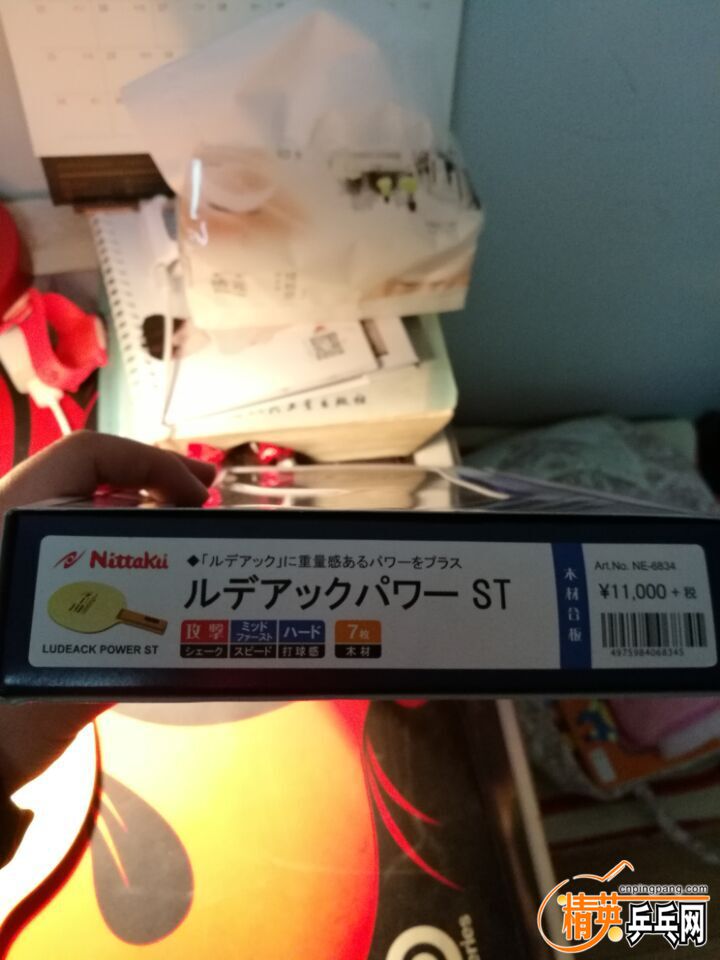 Nittaku
◆「ルデアック」に重量感あるパワーをプラス
ルデアックパワー ST
LUDEACK POWER ST
攻撃 ミッドファースト ハード 7枚
シェーク スピード 打球感 木材
木材合板
Art.No. NE-6834
¥11,000+税
4975984068345
series
cnpingpang.com
精英乒乓网